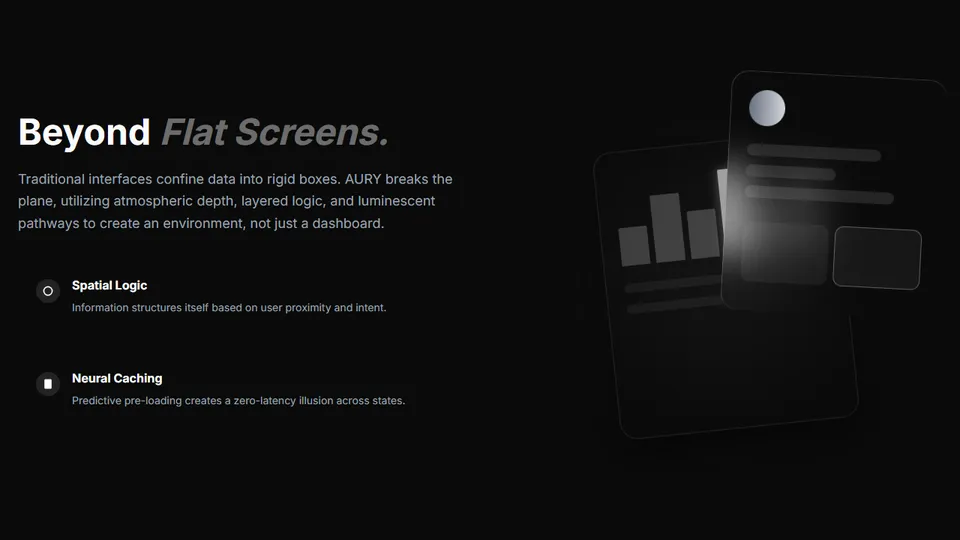 Beyond Flat Screens.
Traditional interfaces confine data into rigid boxes. AURY breaks the
plane, utilizing atmospheric depth, layered logic, and luminescent
pathways to create an environment, not just a dashboard.
Spatial Logic
Information structures itself based on user proximity and intent.
Neural Caching
Predictive pre-loading creates a zero-latency illusion across states.